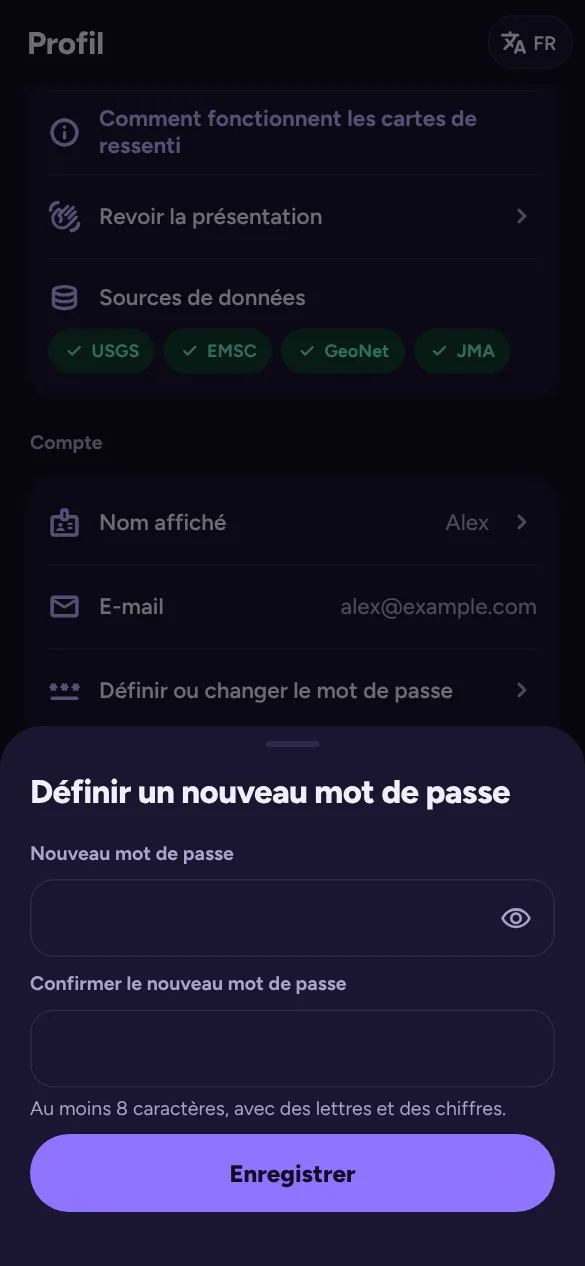 Profil
FR
Comment fonctionnent les cartes de
ressenti
Revoir la présentation
Sources de données
USGS
EMSC
GeoNet
JMA
Compte
Nom affiché
Alex
E-mail
alex@example.com
Définir ou changer le mot de passe
Définir un nouveau mot de passe
Nouveau mot de passe
Confirmer le nouveau mot de passe
Au moins 8 caractères, avec des lettres et des chiffres.
Enregistrer